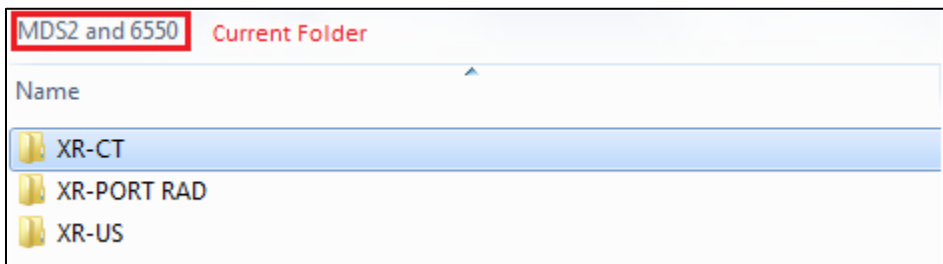 MDS2 and 6550 Current Folder
Name
XR-CT
XR-PORT RAD
XR-US